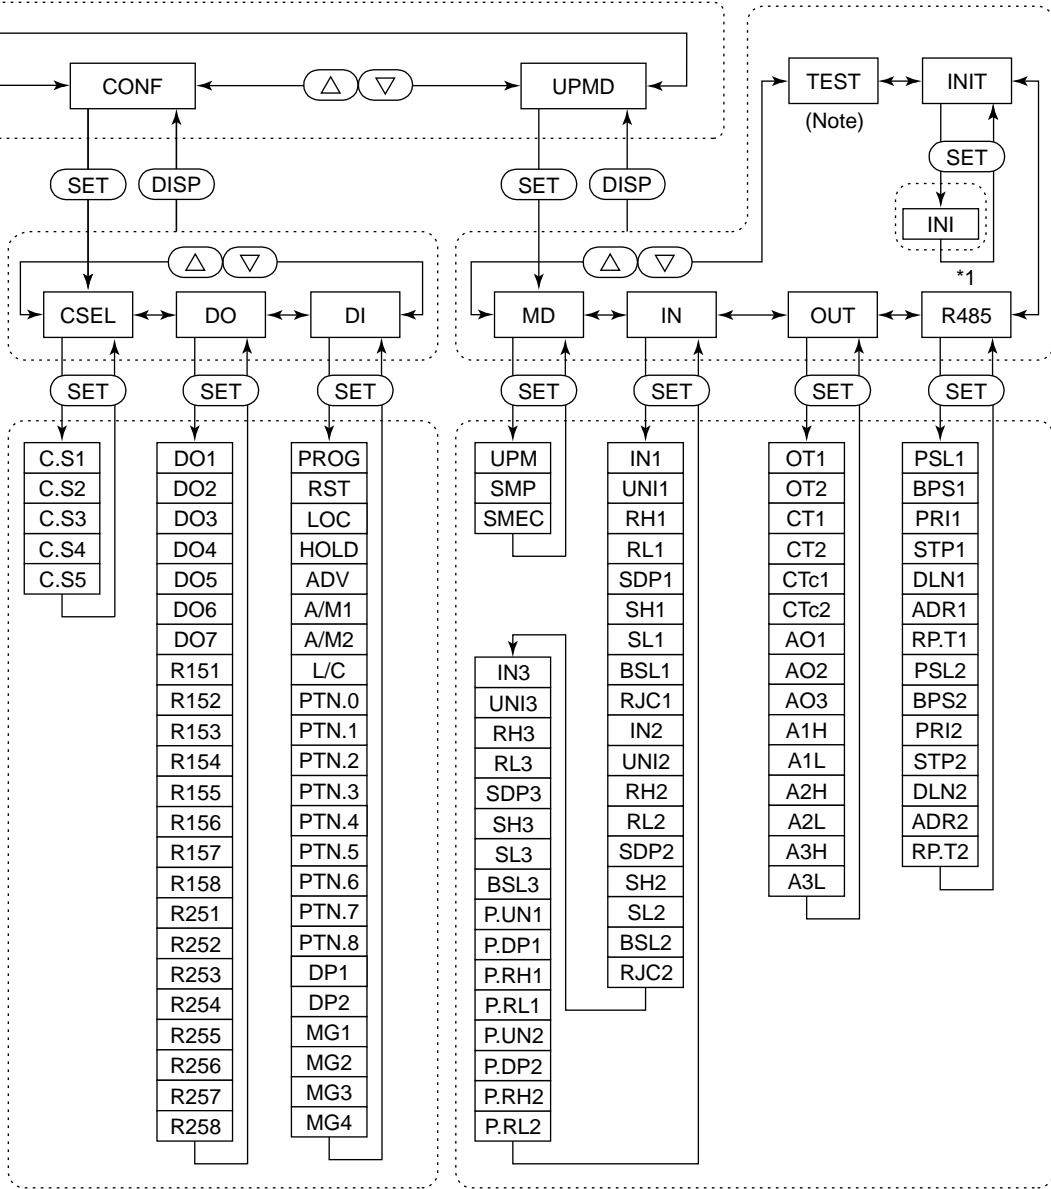 CONF
UPMD
TEST
INIT
(Note)
SET
DISP
SET
DISP
SET
INI
*1
CSEL
DO
DI
MD
IN
OUT
R485
SET
SET
SET
SET
SET
SET
SET
C.S1
C.S2
C.S3
C.S4
C.S5
DO1
DO2
DO3
DO4
DO5
DO6
DO7
R151
R152
R153
R154
R155
R156
R157
R158
R251
R252
R253
R254
R255
R256
R257
R258
PROG
RST
LOC
HOLD
ADV
A/M1
A/M2
L/C
PTN.0
PTN.1
PTN.2
PTN.3
PTN.4
PTN.5
PTN.6
PTN.7
PTN.8
DP1
DP2
MG1
MG2
MG3
MG4
UPM
SMP
SMEC
IN1
UNI1
RH1
RL1
SDP1
SH1
SL1
BSL1
RJC1
IN2
UNI2
RH2
RL2
SDP2
SH2
SL2
BSL2
RJC2
IN3
UNI3
RH3
RL3
SDP3
SH3
SL3
BSL3
P.UN1
P.DP1
P.RH1
P.RL1
P.UN2
P.DP2
P.RH2
P.RL2
OT1
OT2
CT1
CT2
CTc1
CTc2
AO1
AO2
AO3
A1H
A1L
A2H
A2L
A3H
A3L
PSL1
BPS1
PRI1
STP1
DLN1
ADR1
RP.T1
PSL2
BPS2
PRI2
STP2
DLN2
ADR2
RP.T2